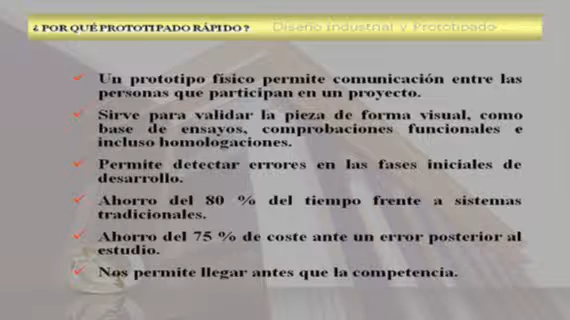 ¿ POR QUÉ PROTOTIPADO RÁPIDO ? Diseño Industrial y Prototipado ...
Un prototipo físico permite comunicación entre las
personas que participan en un proyecto.
Sirve para validar la pieza de forma visual, como
base de ensayos, comprobaciones funcionales e
incluso homologaciones.
Permite detectar errores en las fases iniciales de
desarrollo.
Ahorro del 80 % del tiempo frente a sistemas
tradicionales.
Ahorro del 75 % de coste ante un error posterior al
estudio.
Nos permite llegar antes que la competencia.